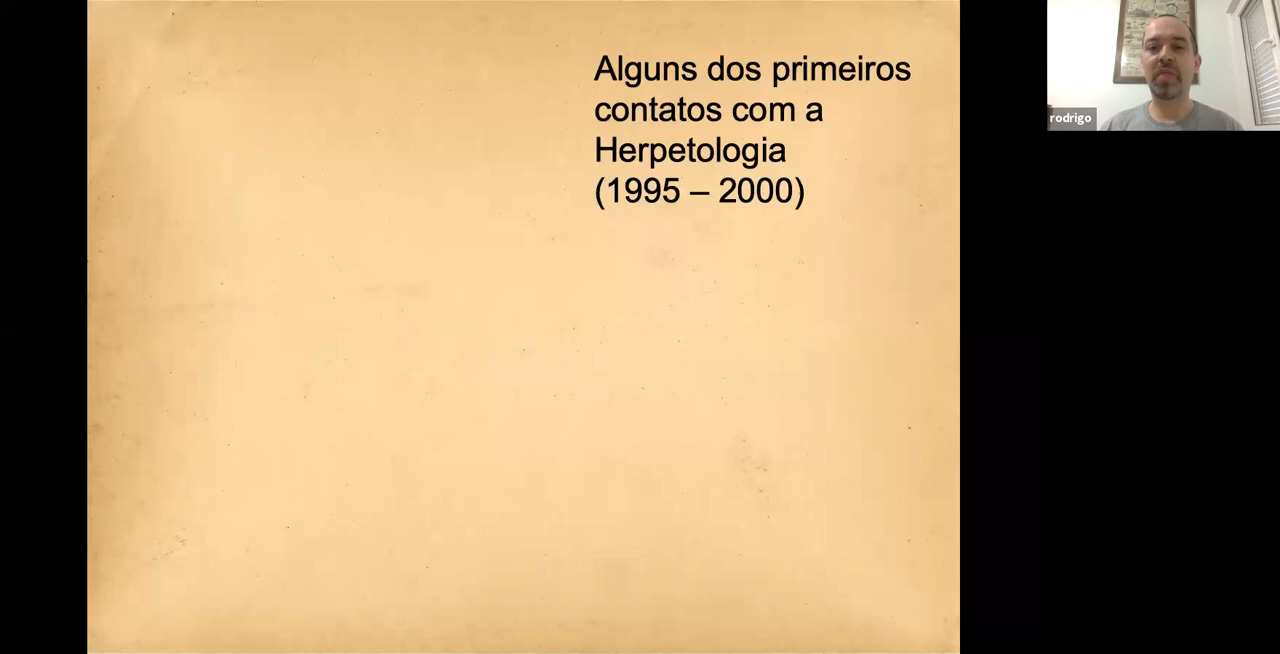 Alguns dos primeiros
contatos com a
Herpetologia
(1995 – 2000)
rodrigo